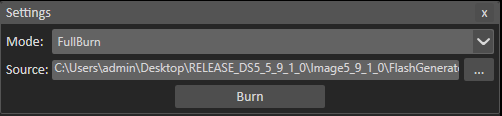 Settings x
Mode: FullBurn
Source: C:\Users\admin\Desktop\RELEASE_DS5_5_9_1_0\Image5_9_1_0\FlashGenerat ...
Burn